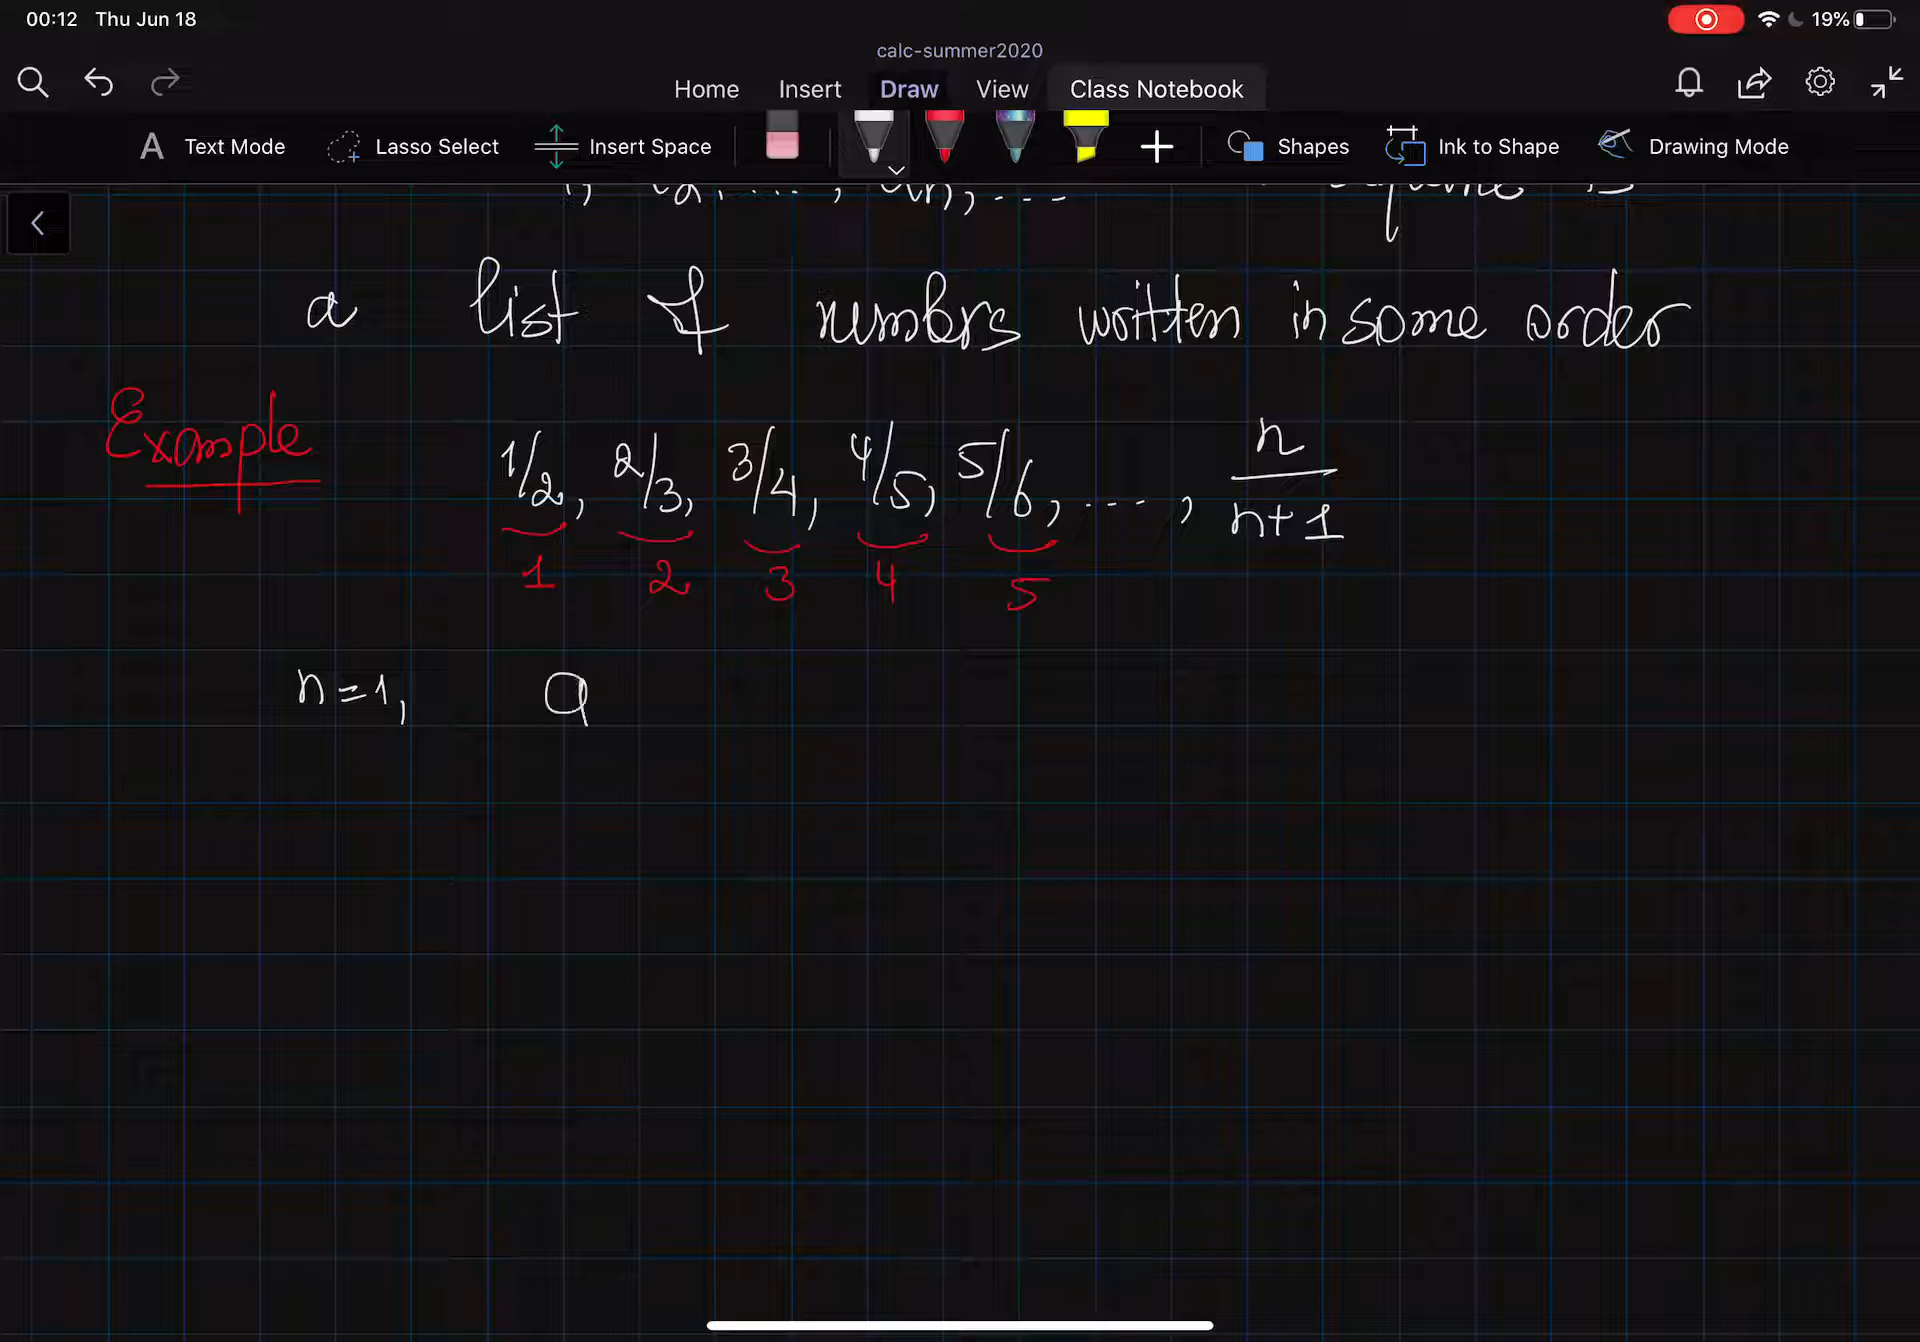 00:12 Thu Jun 18 19%
calc-summer2020
Home Insert Draw View Class Notebook
Text Mode Lasso Select Insert Space Shapes Ink to Shape Drawing Mode
a list of numbers written in some order
Example 1/2, 2/3, 3/4, 4/5, 5/6, ..., n/n+1
1 2 3 4 5
n=1, a